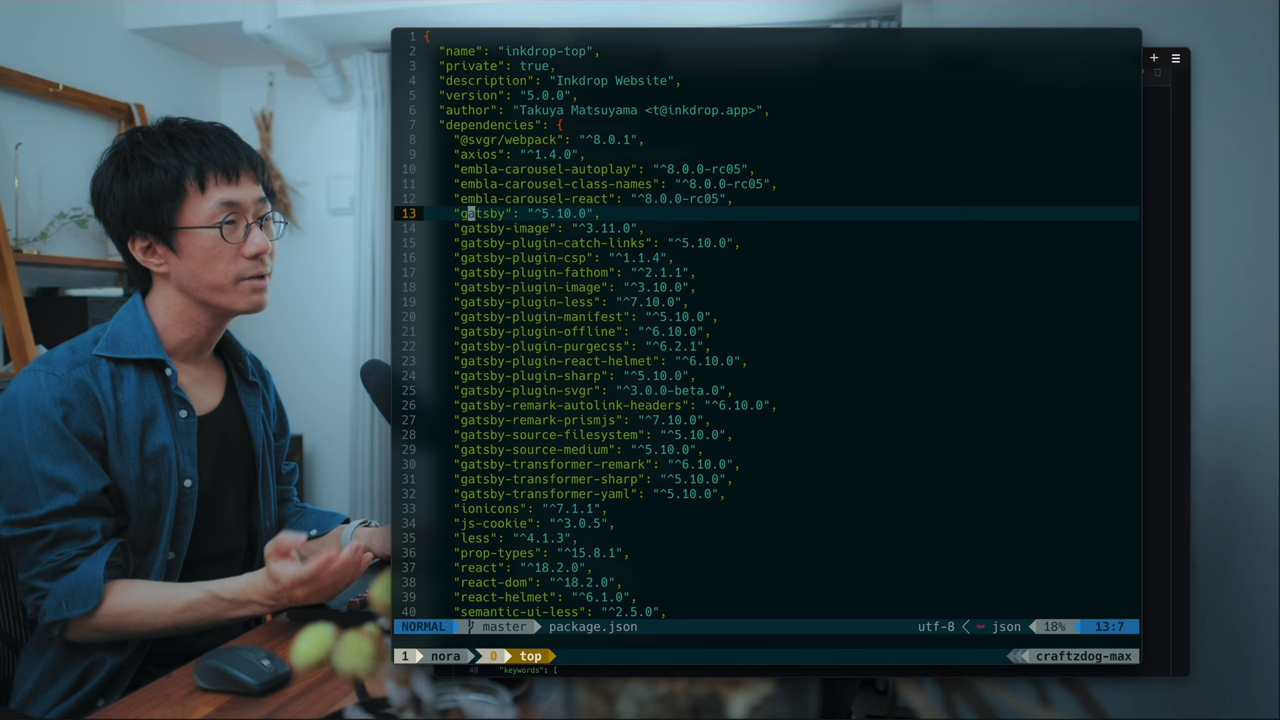 1 {
2 "name": "inkdrop-top",
3 "private": true,
4 "description": "Inkdrop Website",
5 "version": "5.0.0",
6 "author": "Takuya Matsuyama <t@inkdrop.app>",
7 "dependencies": {
8 "@svgr/webpack": "^8.0.1",
9 "axios": "^1.4.0",
10 "embla-carousel-autoplay": "^8.0.0-rc05",
11 "embla-carousel-class-names": "^8.0.0-rc05",
12 "embla-carousel-react": "^8.0.0-rc05",
13 "gatsby": "^5.10.0",
14 "gatsby-image": "^3.11.0",
15 "gatsby-plugin-catch-links": "^5.10.0",
16 "gatsby-plugin-csp": "^1.1.4",
17 "gatsby-plugin-fathom": "^2.1.1",
18 "gatsby-plugin-image": "^3.10.0",
19 "gatsby-plugin-less": "^7.10.0",
20 "gatsby-plugin-manifest": "^5.10.0",
21 "gatsby-plugin-offline": "^6.10.0",
22 "gatsby-plugin-purgecss": "^6.2.1",
23 "gatsby-plugin-react-helmet": "^6.10.0",
24 "gatsby-plugin-sharp": "^5.10.0",
25 "gatsby-plugin-svgr": "^3.0.0-beta.0",
26 "gatsby-remark-autolink-headers": "^6.10.0",
27 "gatsby-remark-prismjs": "^7.10.0",
28 "gatsby-source-filesystem": "^5.10.0",
29 "gatsby-source-medium": "^5.10.0",
30 "gatsby-transformer-remark": "^6.10.0",
31 "gatsby-transformer-sharp": "^5.10.0",
32 "gatsby-transformer-yaml": "^5.10.0",
33 "ionicons": "^7.1.1",
34 "js-cookie": "^3.0.5",
35 "less": "^4.1.3",
36 "prop-types": "^15.8.1",
37 "react": "^18.2.0",
38 "react-dom": "^18.2.0",
39 "react-helmet": "^6.1.0",
40 "semantic-ui-less": "^2.5.0",
NORMAL master package.json utf-8 json 18% 13:7
1 nora 0 top craftzdog-max
48 "keywords": [